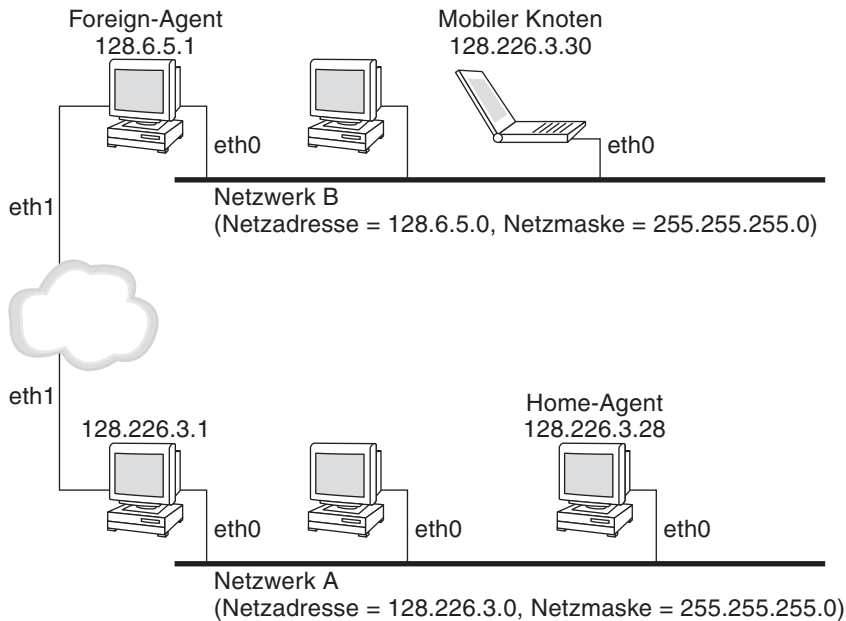 Foreign-Agent
128.6.5.1
Mobiler Knoten
128.226.3.30
eth0
eth0
Netzwerk B
(Netzadresse = 128.6.5.0, Netzmaske = 255.255.255.0)
eth1
eth1
128.226.3.1
Home-Agent
128.226.3.28
eth0
eth0
eth0
Netzwerk A
(Netzadresse = 128.226.3.0, Netzmaske = 255.255.255.0)